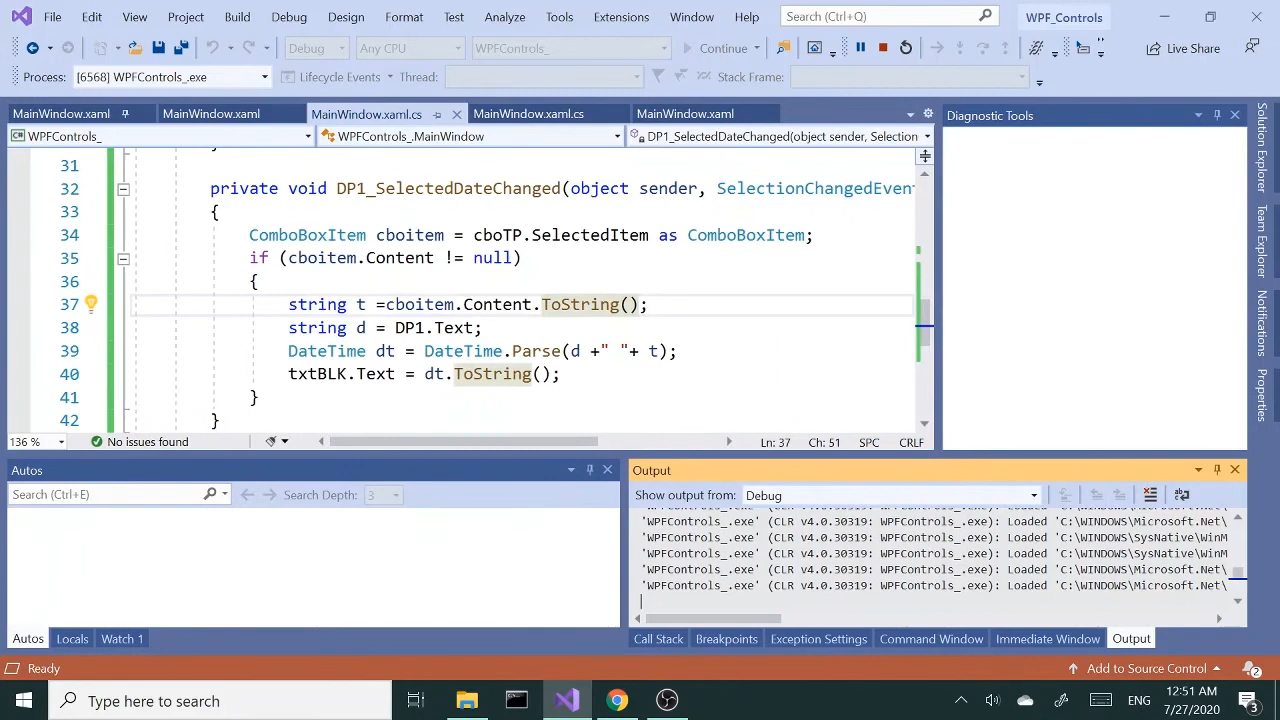 File Edit View Project Build Debug Design Format Test Analyze Tools Extensions Window Help Search (Ctrl+Q) WPF_Controls
Debug Any CPU WPFControls_ Continue Live Share
Process: [6568] WPFControls_.exe Lifecycle Events Thread: Stack Frame:
MainWindow.xaml MainWindow.xaml MainWindow.xaml.cs MainWindow.xaml.cs MainWindow.xaml
Diagnostic Tools
WPFControls_ WPFControls_.MainWindow DP1_SelectedDateChanged(object sender, Selection
31
32 private void DP1_SelectedDateChanged(object sender, SelectionChangedEven
33 {
34 ComboBoxItem cboitem = cboTP.SelectedItem as ComboBoxItem;
35 if (cboitem.Content != null)
36 {
37 string t =cboitem.Content.ToString();
38 string d = DP1.Text;
39 DateTime dt = DateTime.Parse(d +" "+ t);
40 txtBLK.Text = dt.ToString();
41 }
42 }
136 % No issues found Ln: 37 Ch: 51 SPC CRLF
Solution Explorer
Team Explorer
Notifications
Properties
Autos
Search (Ctrl+E) Search Depth: 3
Autos Locals Watch 1
Output
Show output from: Debug
'WPFControls_.exe' (CLR v4.0.30319: WPFControls_.exe): Loaded 'C:\WINDOWS\Microsoft.Net\
'WPFControls_.exe' (CLR v4.0.30319: WPFControls_.exe): Loaded 'C:\WINDOWS\SysNative\WinM
'WPFControls_.exe' (CLR v4.0.30319: WPFControls_.exe): Loaded 'C:\WINDOWS\SysNative\WinM
'WPFControls_.exe' (CLR v4.0.30319: WPFControls_.exe): Loaded 'C:\WINDOWS\Microsoft.Net\
'WPFControls_.exe' (CLR v4.0.30319: WPFControls_.exe): Loaded 'C:\WINDOWS\Microsoft.Net\
Call Stack Breakpoints Exception Settings Command Window Immediate Window Output
Ready Add to Source Control 2
Type here to search ENG 12:51 AM
7/27/2020 3